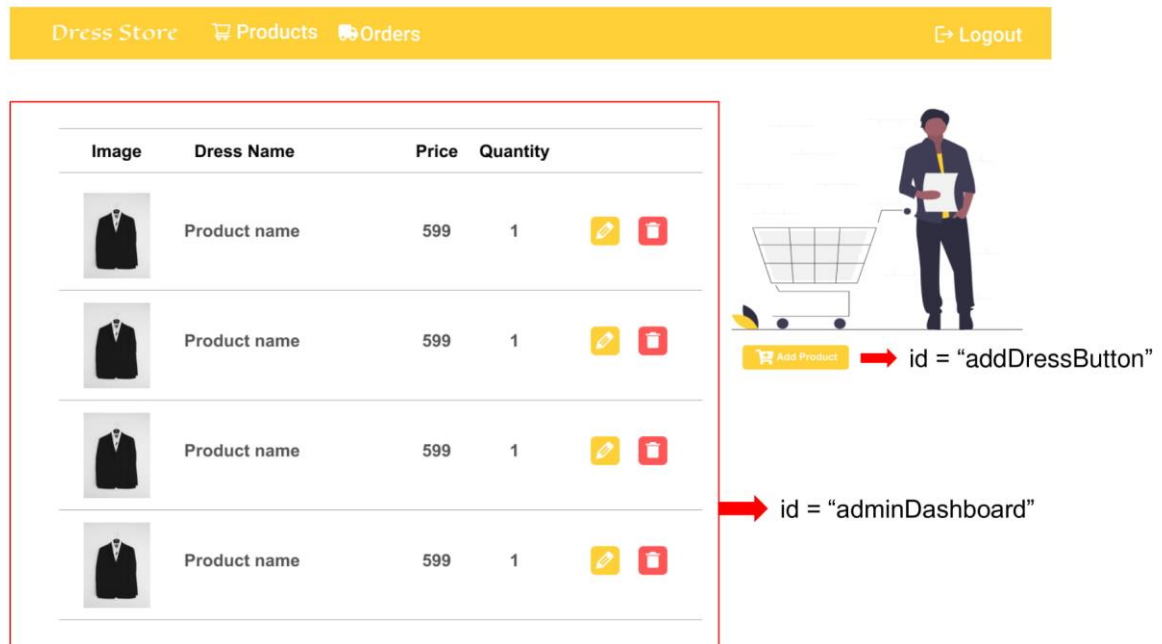 Dress Store Products Orders Logout
Image Dress Name Price Quantity
Product name 599 1
Product name 599 1
Add Product id = “addDressButton”
Product name 599 1
id = “adminDashboard”
Product name 599 1